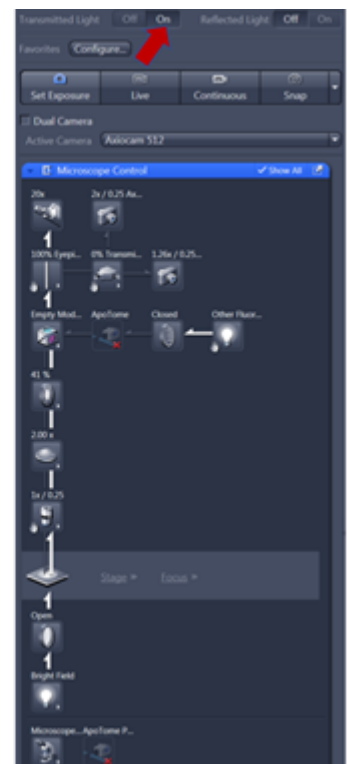 Transmitted Light Off On Reflected Light Off On
Favorites Configure...
Set Exposure Live Continuous Snap
Dual Camera
Active Camera Axiocam 512
Microscope Control Show All
20x 2x / 0.25 Ax...
100% Eyepi... 0% Transmi... 1.26x / 0.25...
Empty Mod... ApoTome Closed Other Fluor...
41 %
2.00 x
1x / 0.25
Stage Focus
Open
Bright Field
Microscope... ApoTome P...